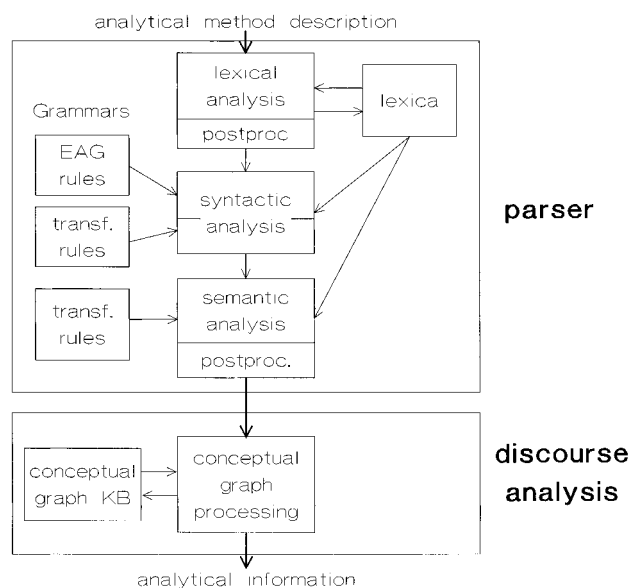 analytical method description
lexical
analysis
lexica
Grammars
postproc
EAG
rules
syntactic
analysis
parser
transf.
rules
semantic
analysis
transf.
rules
postproc.
discourse
analysis
conceptual
graph KB
conceptual
graph
processing
analytical information